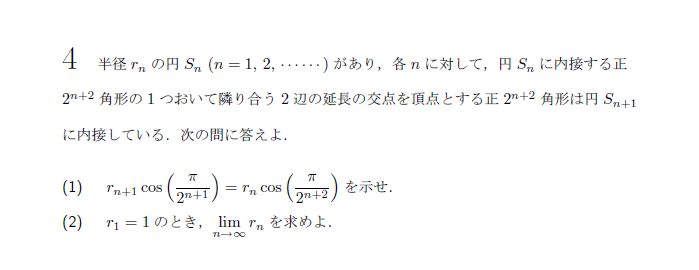 4 半径 $r_n$ の円 $S_n$ ($n = 1, 2, \cdots\cdots$) があり，各 $n$ に対して，円 $S_n$ に内接する正
$2^{n+2}$ 角形の 1 つおいて隣り合う 2 辺の延長の交点を頂点とする正 $2^{n+2}$ 角形は円 $S_{n+1}$
に内接している．次の問に答えよ．
(1) $r_{n+1} \cos\left(\frac{\pi}{2^{n+1}}\right) = r_n \cos\left(\frac{\pi}{2^{n+2}}\right)$ を示せ．
(2) $r_1 = 1$ のとき，$\lim_{n \to \infty} r_n$ を求めよ．